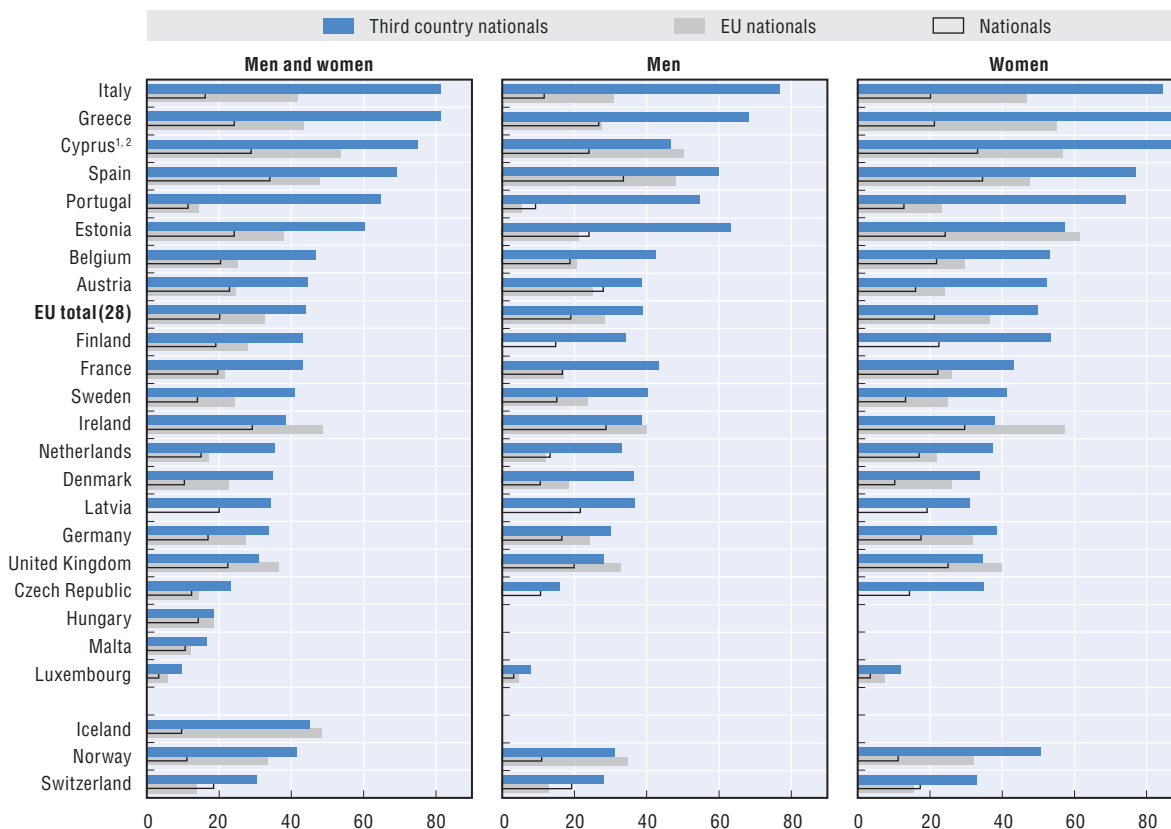 Third country nationals EU nationals Nationals
Men and women Men Women
Italy
Greece
Cyprus¹,²
Spain
Portugal
Estonia
Belgium
Austria
EU total (28)
Finland
France
Sweden
Ireland
Netherlands
Denmark
Latvia
Germany
United Kingdom
Czech Republic
Hungary
Malta
Luxembourg
Iceland
Norway
Switzerland
0 20 40 60 80 0 20 40 60 80 0 20 40 60 80